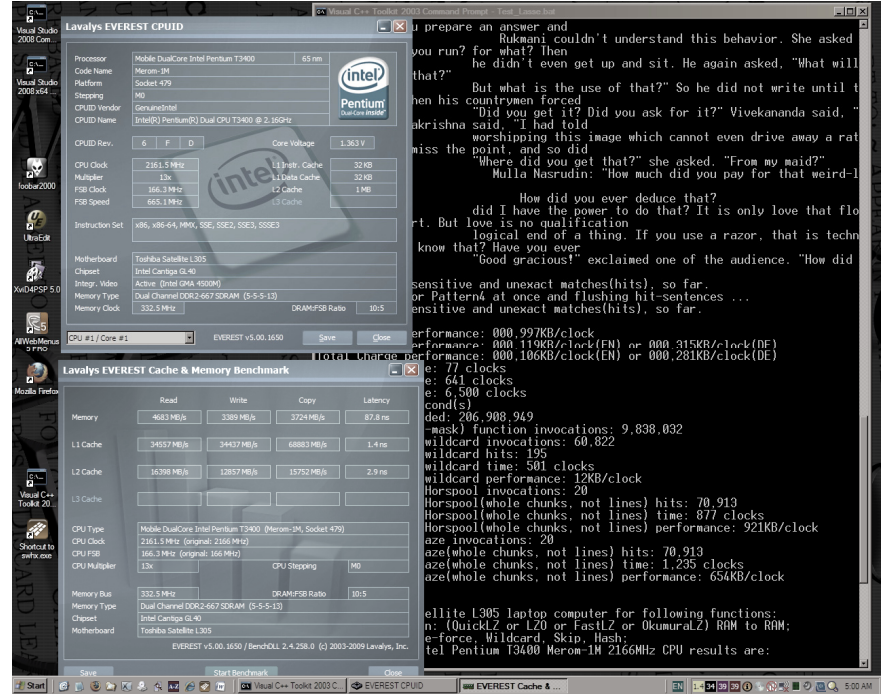 Visual C++ Toolkit 2003 Command Prompt - Test_Lasse.bat
Visual Studio
2008 Com...
Visual Studio
2008 x64 ...
foobar2000
UltraEdit
XviD4PSP 5.0
AllWebMenus
5 PRO
Mozilla Firefox
Visual C++
Toolkit 20...
Shortcut to
swhx.exe
Lavalys EVEREST CPUID
Processor Mobile DualCore Intel Pentium T3400 65 nm
Code Name Merom-1M
Platform Socket 479
Stepping M0
CPUID Vendor GenuineIntel
CPUID Name Intel(R) Pentium(R) Dual CPU T3400 @ 2.16GHz
intel
Pentium
Dual-Core inside
CPUID Rev. 6 F D Core Voltage 1.363 V
CPU Clock 2161.5 MHz L1 Instr. Cache 32 KB
Multiplier 13x L1 Data Cache 32 KB
FSB Clock 166.3 MHz L2 Cache 1 MB
FSB Speed 665.1 MHz L3 Cache
Instruction Set x86, x86-64, MMX, SSE, SSE2, SSE3, SSSE3
Motherboard Toshiba Satellite L305
Chipset Intel Cantiga GL40
Integr. Video Active (Intel GMA 4500M)
Memory Type Dual Channel DDR2-667 SDRAM (5-5-5-13)
Memory Clock 332.5 MHz DRAM:FSB Ratio 10:5
CPU #1 / Core #1 EVEREST v5.00.1650 Save Close
Lavalys EVEREST Cache & Memory Benchmark
Read Write Copy Latency
Memory 4683 MB/s 3389 MB/s 3724 MB/s 87.8 ns
L1 Cache 34557 MB/s 34437 MB/s 68883 MB/s 1.4 ns
L2 Cache 16398 MB/s 12857 MB/s 15752 MB/s 2.9 ns
L3 Cache
CPU Type Mobile DualCore Intel Pentium T3400 (Merom-1M, Socket 479)
CPU Clock 2161.5 MHz (original: 2166 MHz)
CPU FSB 166.3 MHz (original: 166 MHz)
CPU Multiplier 13x CPU Stepping M0
Memory Bus 332.5 MHz DRAM:FSB Ratio 10:5
Memory Type Dual Channel DDR2-667 SDRAM (5-5-5-13)
Chipset Intel Cantiga GL40
Motherboard Toshiba Satellite L305
EVEREST v5.00.1650 / BenchDLL 2.4.258.0 (c) 2003-2009 Lavalys, Inc.
Save Start Benchmark Close
u prepare an answer and
Rukmani couldn't understand this behavior. She asked
you run? for what? Then
he didn't even get up and sit. He again asked, "What will
that?"
But what is the use of that?" So he did not write until t
hen his countrymen forced
"Did you get it? Did you ask for it?" Vivekananda said, "
akrishna said, "I had told
worshipping this image which cannot even drive away a rat
miss the point, and so did
"Where did you get that?" she asked. "From my maid?"
Mulla Nasrudin: "How much did you pay for that weird-l
How did you ever deduce that?
did I have the power to do that? It is only love that flo
rt. But love is no qualification
logical end of a thing. If you use a razor, that is techn
know that? Have you ever
"Good gracious!" exclaimed one of the audience. "How did
sensitive and unexact matches(hits), so far.
or Pattern4 at once and flushing hit-sentences ...
ensitive and unexact matches(hits), so far.
erformance: 000,997KB/clock
erformance: 000,119KB/clock(EN) or 000,315KB/clock(DE)
Total Charge performance: 000,106KB/clock(EN) or 000,281KB/clock(DE)
e: 77 clocks
e: 641 clocks
e: 6,500 clocks
cond(s)
ded: 206,908,949
-mask) function invocations: 9,838,032
wildcard invocations: 60,822
wildcard hits: 195
wildcard time: 501 clocks
wildcard performance: 12KB/clock
Horspool invocations: 20
Horspool(whole chunks, not lines) hits: 70,913
Horspool(whole chunks, not lines) time: 877 clocks
Horspool(whole chunks, not lines) performance: 921KB/clock
aze invocations: 20
aze(whole chunks, not lines) hits: 70,913
aze(whole chunks, not lines) time: 1,235 clocks
aze(whole chunks, not lines) performance: 654KB/clock
ellite L305 laptop computer for following functions:
n: (QuickLZ or LZO or FastLZ or OkumuraLZ) RAM to RAM;
e-force, Wildcard, Skip, Hash;
tel Pentium T3400 Merom-1M 2166MHz CPU results are:
Start Visual C++ Toolkit 2003 C... EVEREST CPUID EVEREST Cache & ... EN 5:00 AM